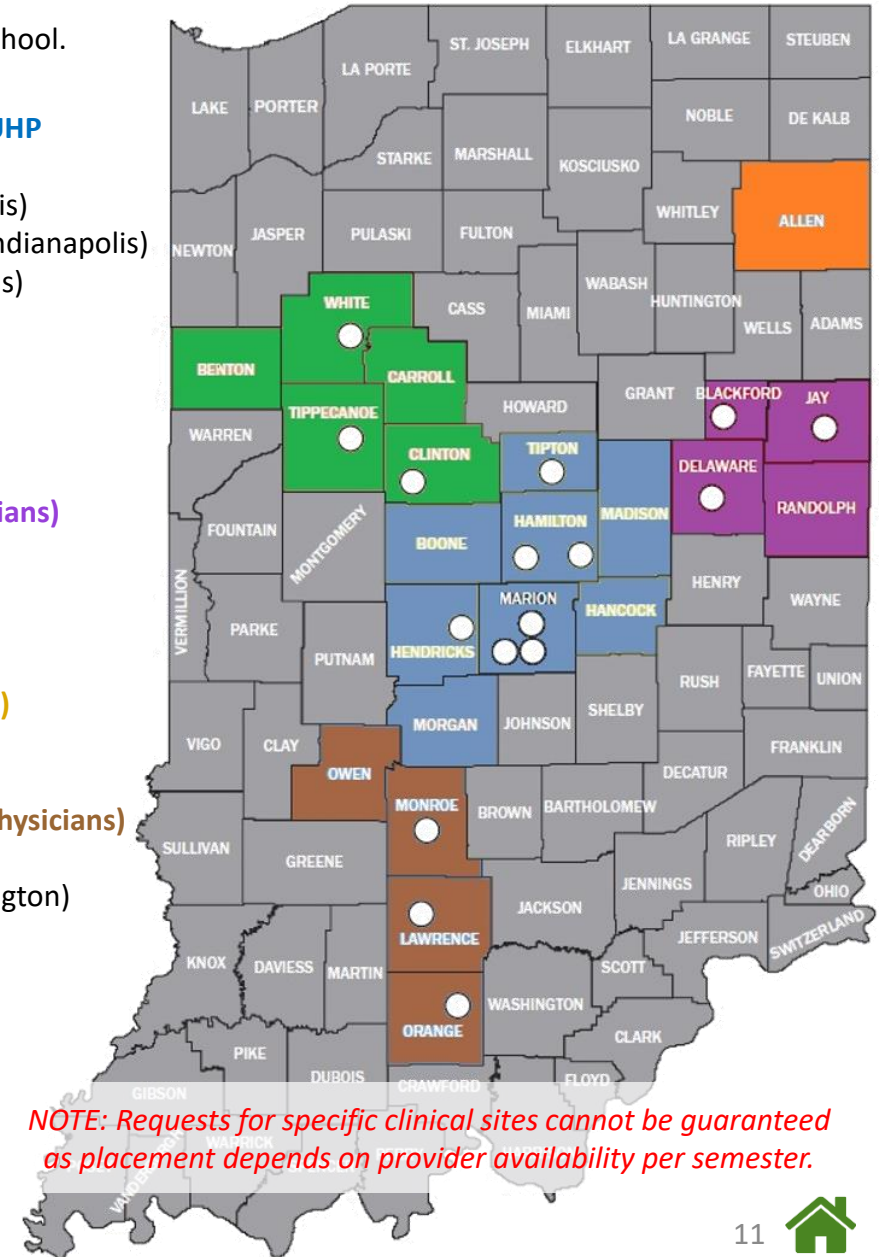 hool.
JHP
is)
ndianapolis)
s)
ians)
)
hysicians)
gton)
LAKE
PORTER
LA PORTE
ST. JOSEPH
ELKHART
LA GRANGE
STEUBEN
NOBLE
DE KALB
STARKE
MARSHALL
KOSCIUSKO
WHITLEY
ALLEN
NEWTON
JASPER
PULASKI
FULTON
WHITE
CASS
MIAMI
WABASH
HUNTINGTON
WELLS
ADAMS
BENTON
CARROLL
TIPPECANOE
HOWARD
GRANT
BLACKFORD
JAY
WARREN
CLINTON
TIPTON
DELAWARE
RANDOLPH
FOUNTAIN
MONTGOMERY
BOONE
HAMILTON
MADISON
HENRY
WAYNE
VERMILLION
PARKE
PUTNAM
HENDRICKS
MARION
HANCOCK
RUSH
FAYETTE
UNION
VIGO
CLAY
OWEN
MORGAN
JOHNSON
SHELBY
DECATUR
FRANKLIN
MONROE
BROWN
BARTHOLOMEW
SULLIVAN
GREENE
RIPLEY
DEARBORN
JENNINGS
OHIO
LAWRENCE
JACKSON
JEFFERSON
SWITZERLAND
KNOX
DAVIESS
MARTIN
ORANGE
WASHINGTON
SCOTT
CLARK
PIKE
DUBOIS
CRAWFORD
FLOYD
GIBSON
WARRICK
NOTE: Requests for specific clinical sites cannot be guaranteed
as placement depends on provider availability per semester.
11